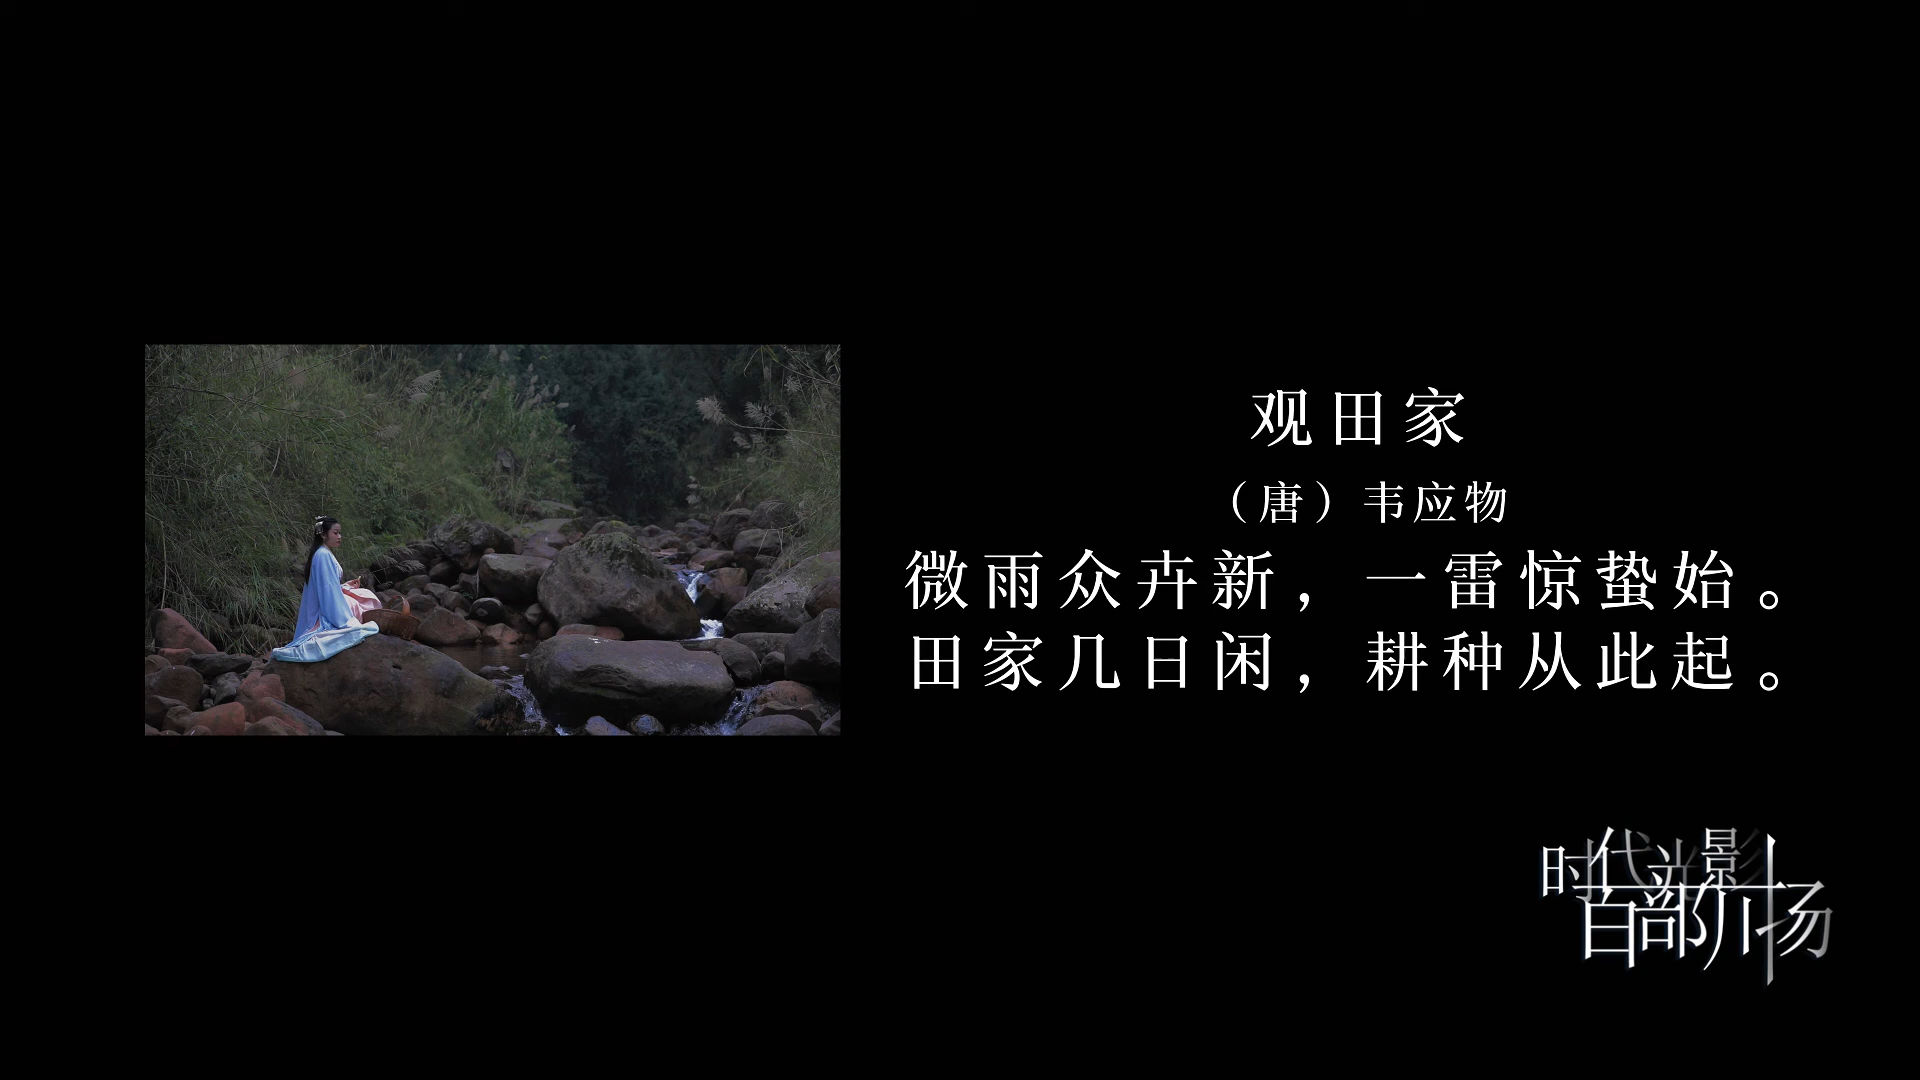 观田家
（唐）韦应物
微雨众卉新，一雷惊蛰始。
田家几日闲，耕种从此起。
时代光影
百部川扬